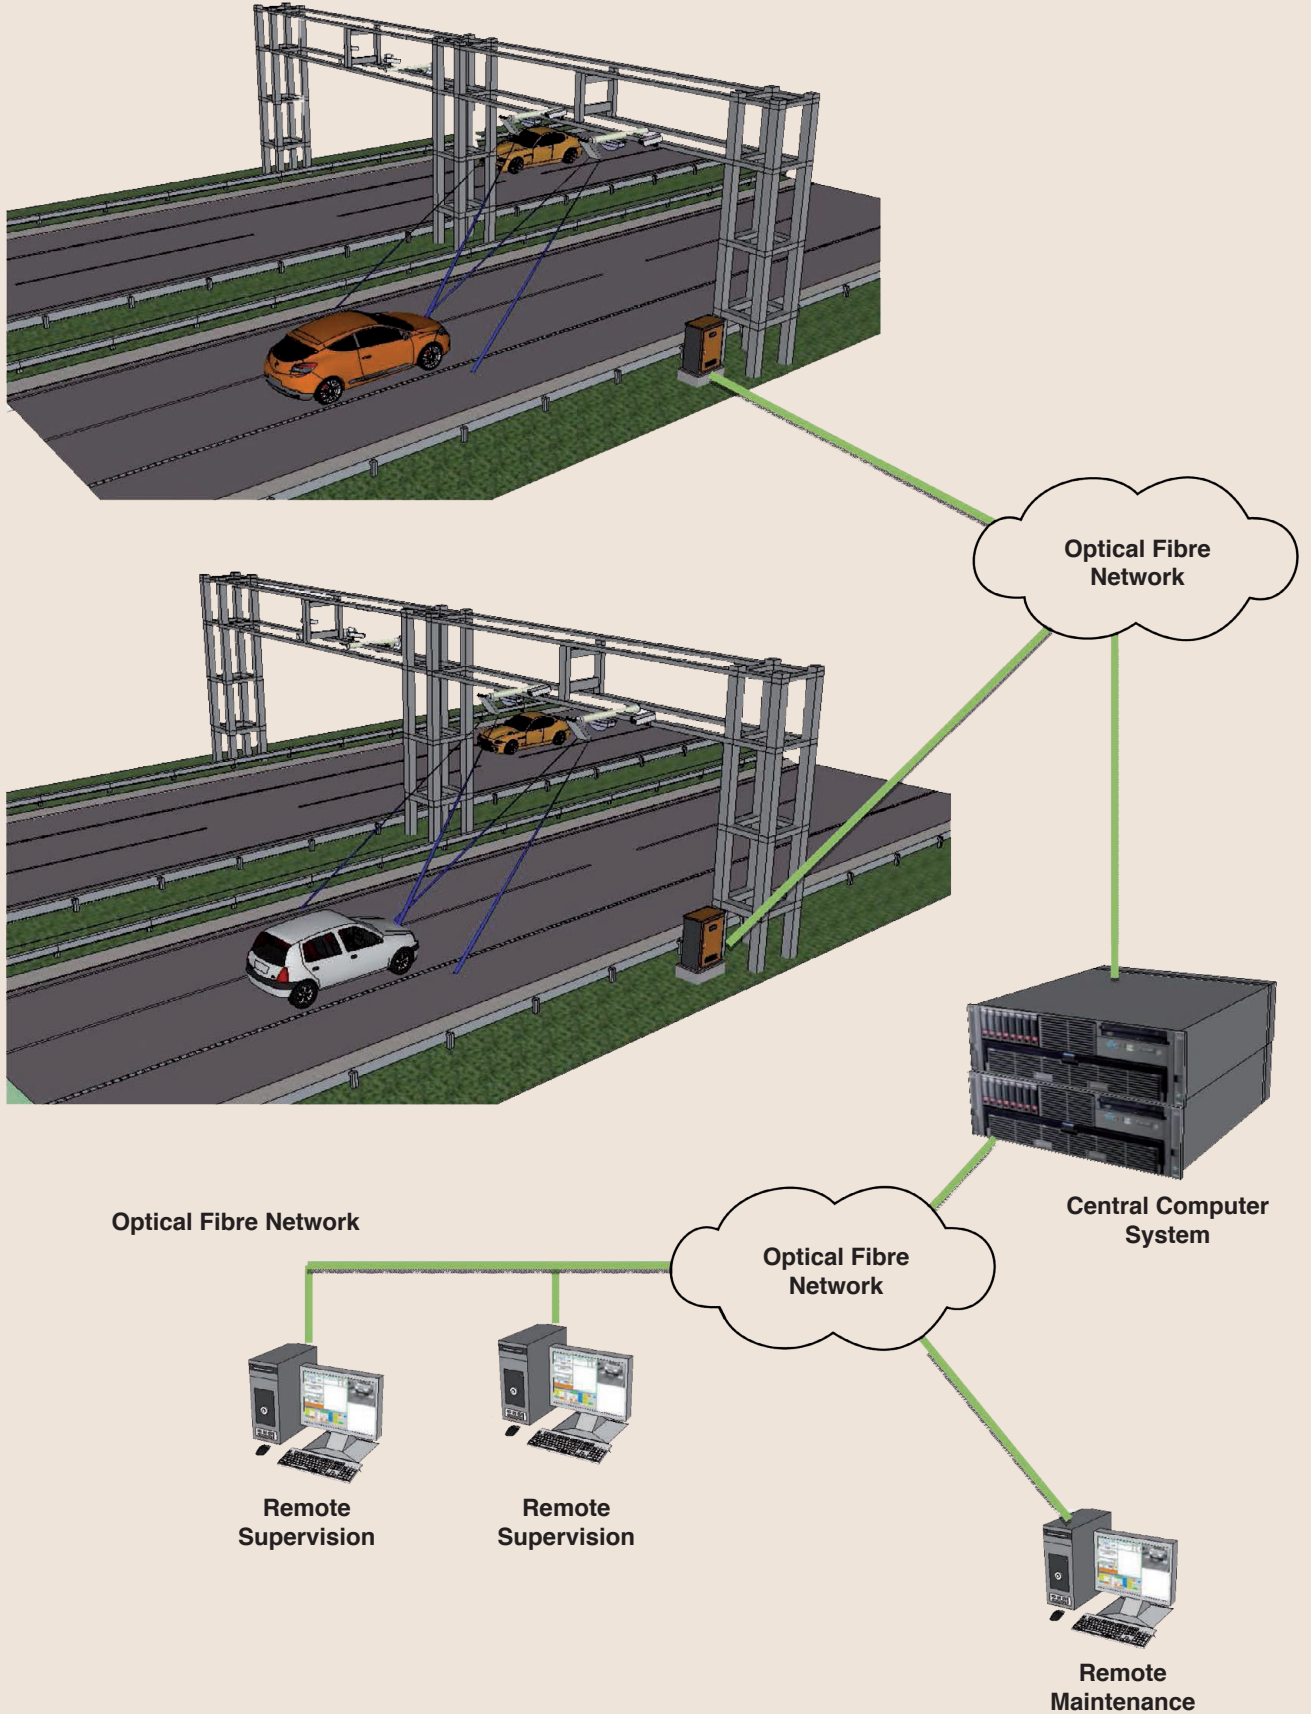 Optical Fibre
Network
Central Computer
System
Optical Fibre Network
Optical Fibre
Network
Remote
Supervision
Remote
Supervision
Remote
Maintenance